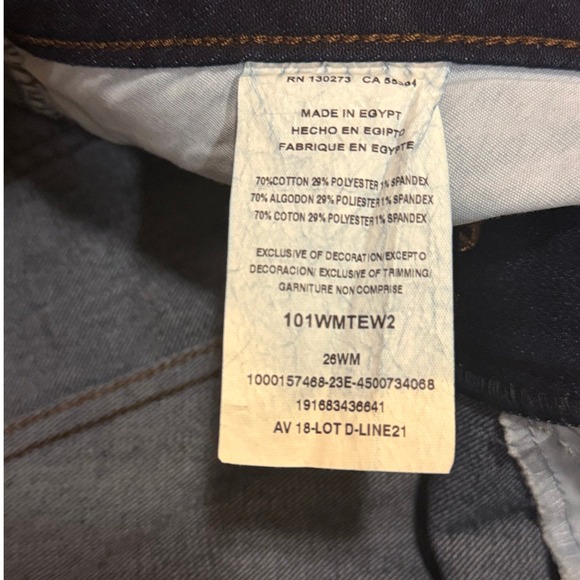 RN 130273 CA
MADE IN EGYPT
HECHO EN EGIPTO
FABRIQUE EN EGYPTE
70%COTTON 29% POLYESTER 1% SPANDEX
70% ALGODON 29% POLIESTER 1% SPANDEX
70% COTON 29% POLYESTER 1% SPANDEX
EXCLUSIVE OF DECORATION/EXCEPTO
DECORACION/ EXCLUSIVE OF TRIMMING/
GARNITURE NON COMPRISE
101WMTEW2
26WM
1000157468-23E-4500734068
191683436641
AV 18-LOT D-LINE21